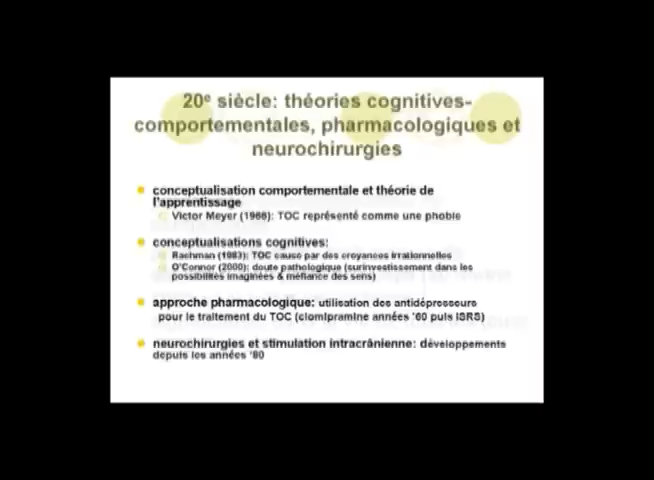 20e siècle: théories cognitives-
comportementales, pharmacologiques et
neurochirurgies
conceptualisation comportementale et théorie de
l'apprentissage
Victor Meyer (1966): TOC représenté comme une phobie
conceptualisations cognitives:
Rachman (1983): TOC causé par des croyances irrationnelles
O'Connor (2000): doute pathologique (surinvestissement dans les
possibilités imaginées & méfiance des sens)
approche pharmacologique: utilisation des antidépresseurs
pour le traitement du TOC (clomipramine années '60 puis ISRS)
neurochirurgies et stimulation intracrânienne: développements
depuis les années '80